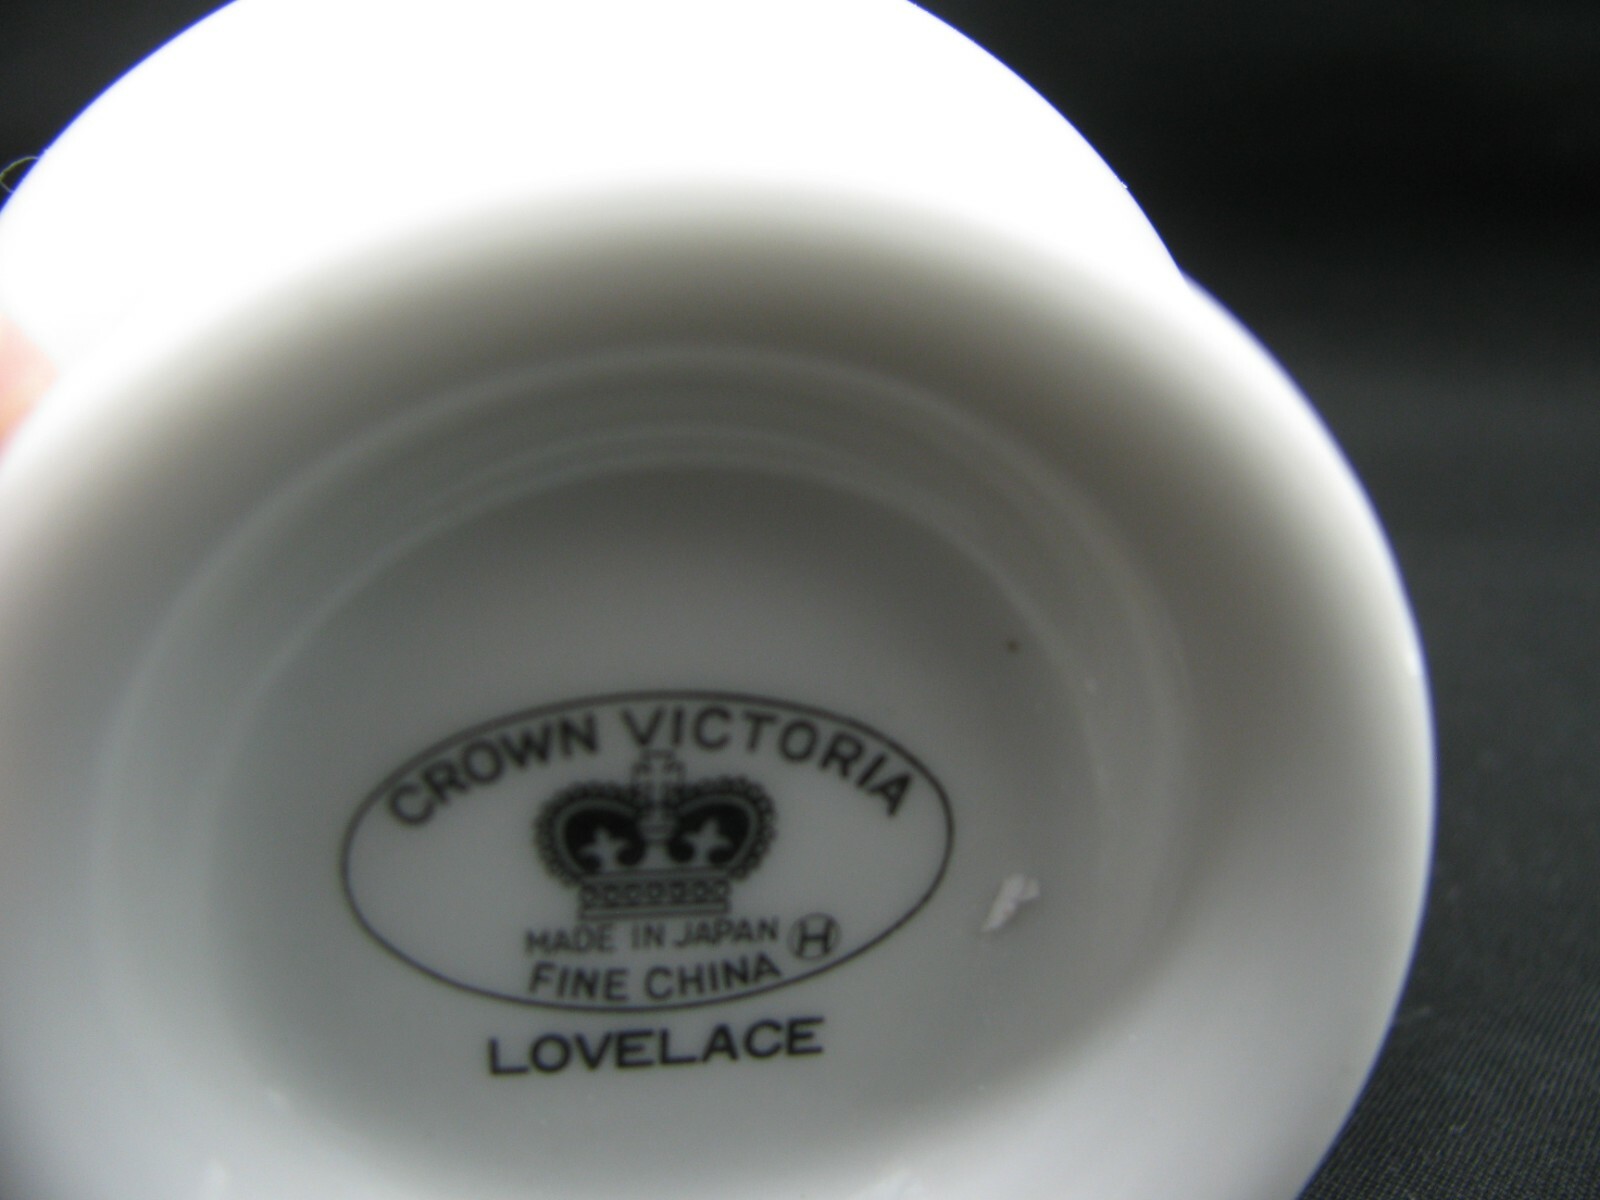 CROWN VICTORIA
MADE IN JAPAN H
FINE CHINA
LOVELACE